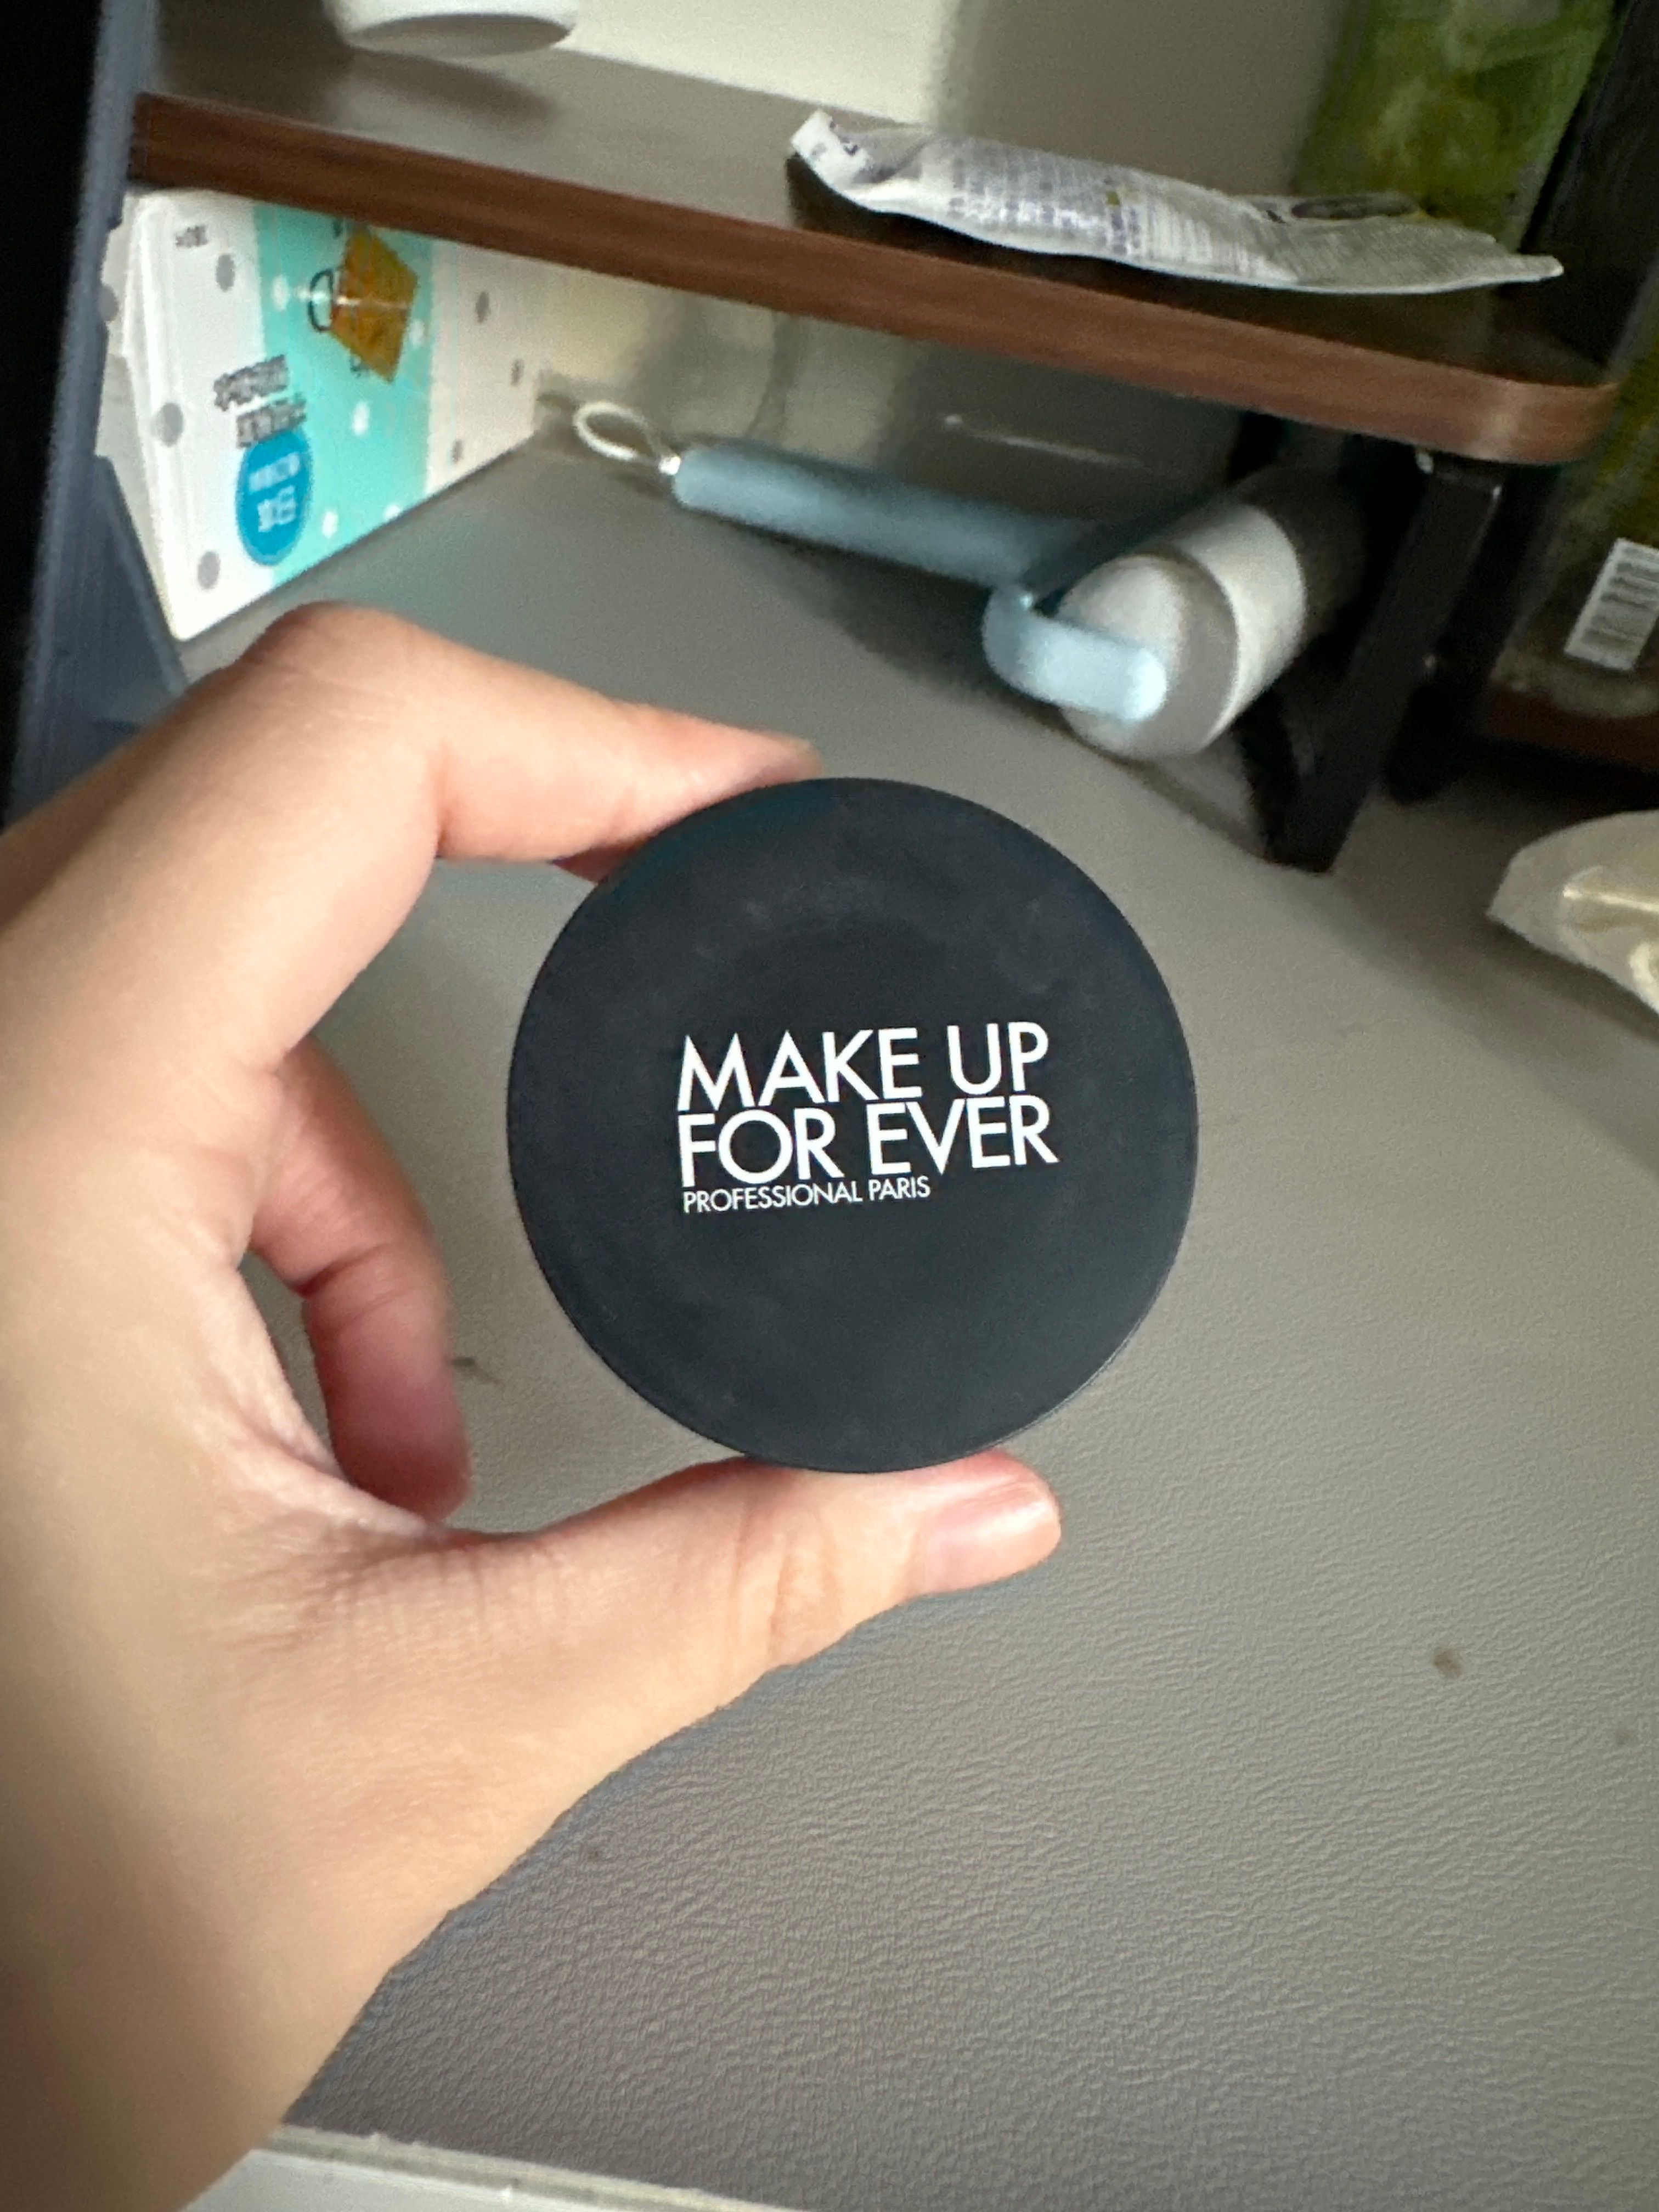 MAKE UP
FOR EVER
PROFESSIONAL PARIS